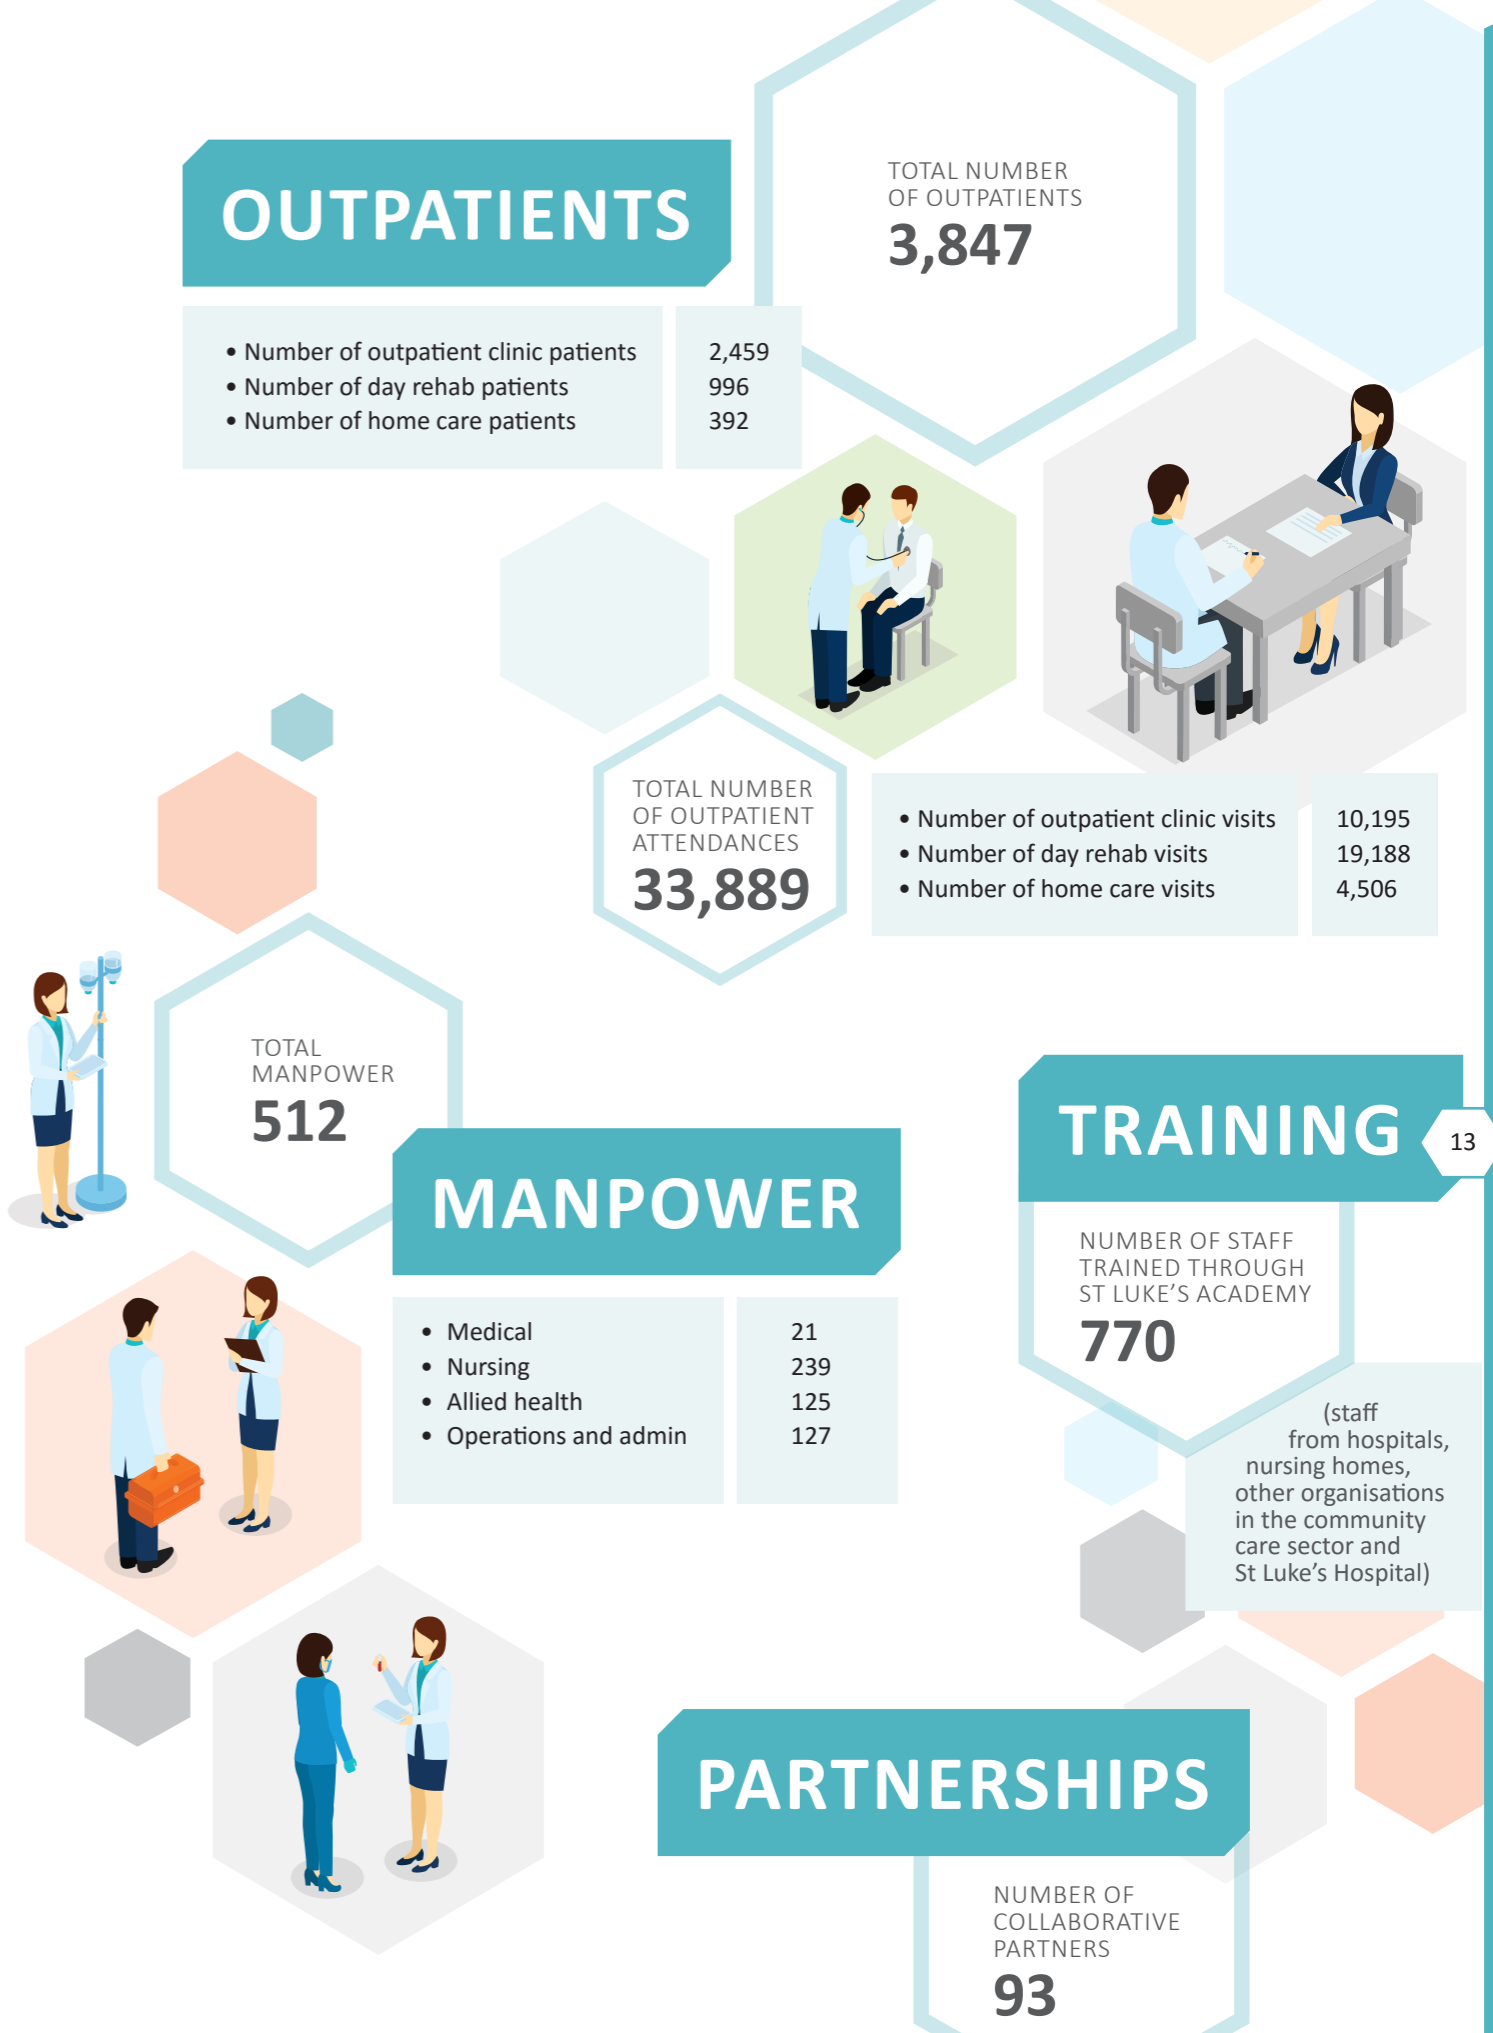 OUTPATIENTS
TOTAL NUMBER
OF OUTPATIENTS
3,847
• Number of outpatient clinic patients 2,459
• Number of day rehab patients 996
• Number of home care patients 392
TOTAL NUMBER
OF OUTPATIENT
ATTENDANCES
33,889
• Number of outpatient clinic visits 10,195
• Number of day rehab visits 19,188
• Number of home care visits 4,506
TOTAL
MANPOWER
512
MANPOWER
• Medical 21
• Nursing 239
• Allied health 125
• Operations and admin 127
TRAINING
13
NUMBER OF STAFF
TRAINED THROUGH
ST LUKE’S ACADEMY
770
(staff
from hospitals,
nursing homes,
other organisations
in the community
care sector and
St Luke’s Hospital)
PARTNERSHIPS
NUMBER OF
COLLABORATIVE
PARTNERS
93